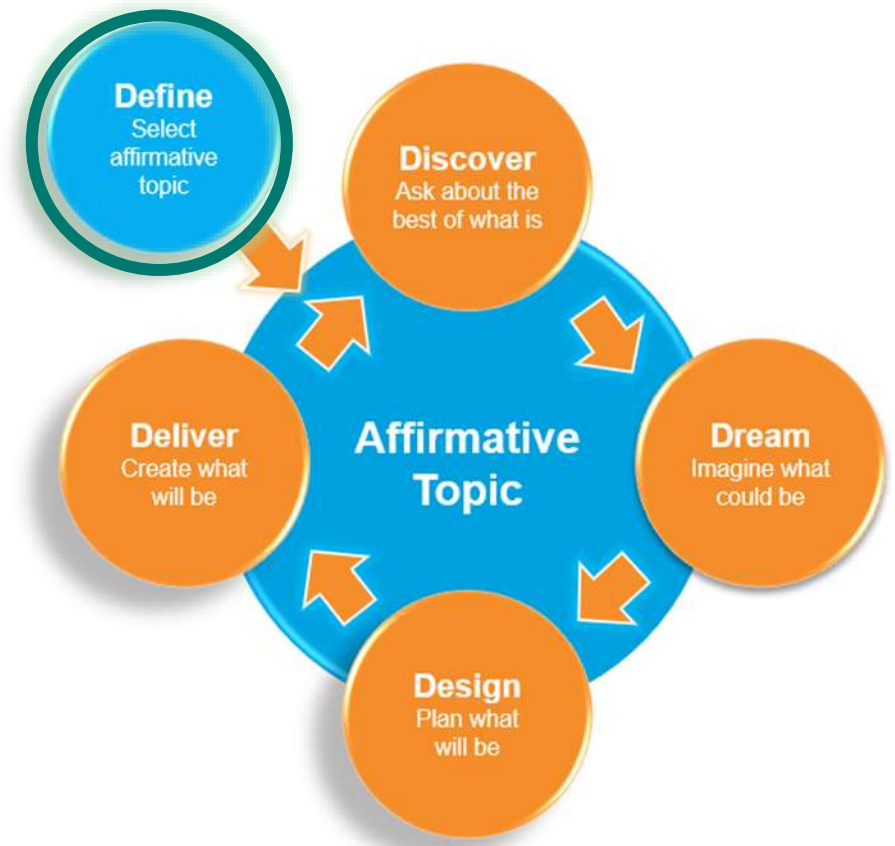 Define
Select
affirmative
topic
Discover
Ask about the
best of what is
Dream
Imagine what
could be
Design
Plan what
will be
Deliver
Create what
will be
Affirmative
Topic